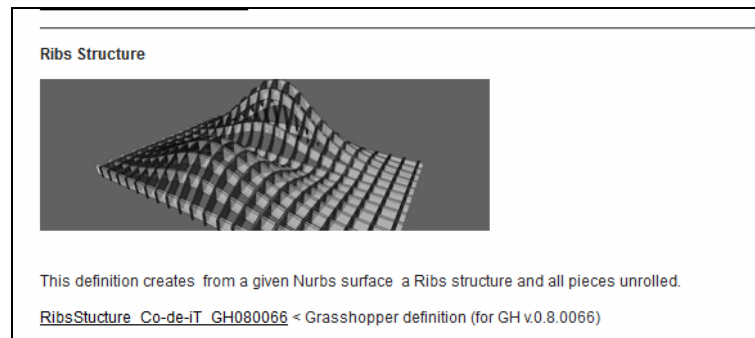 Ribs Structure
This definition creates from a given Nurbs surface a Ribs structure and all pieces unrolled.
RibsStucture_Co-de-iT_GH080066 < Grasshopper definition (for GH v.0.8.0066)